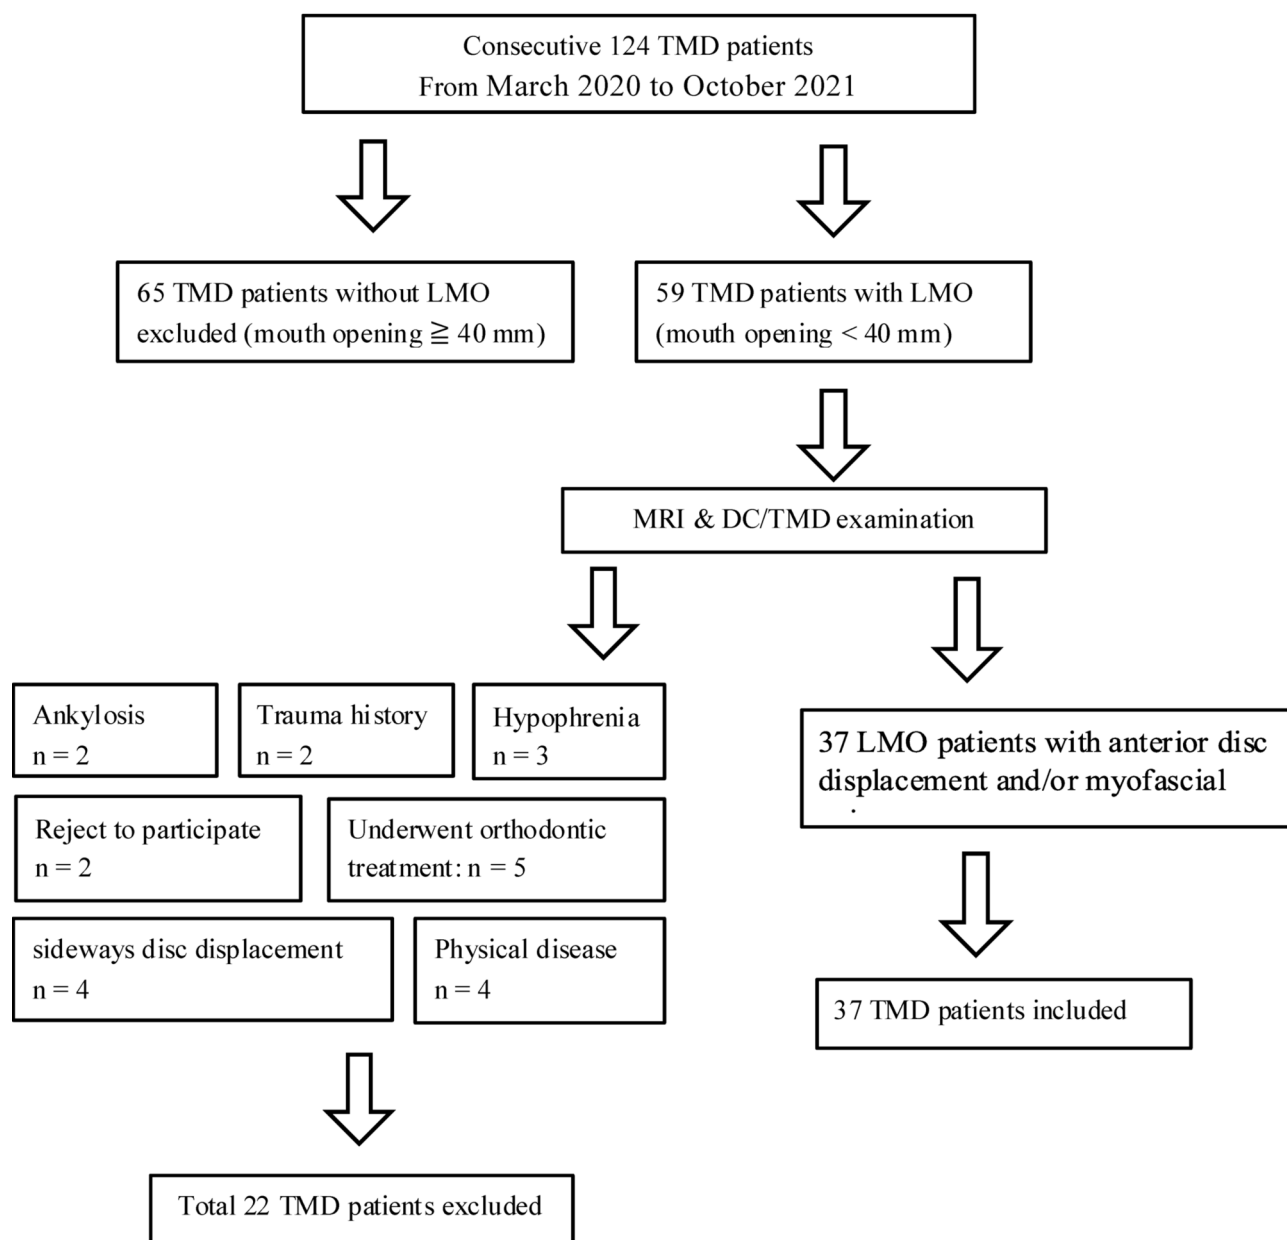 Consecutive 124 TMD patients
From March 2020 to October 2021
65 TMD patients without LMO
excluded (mouth opening ≧ 40 mm)
59 TMD patients with LMO
(mouth opening < 40 mm)
MRI & DC/TMD examination
Ankylosis
n = 2
Trauma history
n = 2
Hypophrenia
n = 3
Reject to participate
n = 2
Underwent orthodontic
treatment: n = 5
sideways disc displacement
n = 4
Physical disease
n = 4
Total 22 TMD patients excluded
37 LMO patients with anterior disc
displacement and/or myofascial
37 TMD patients included